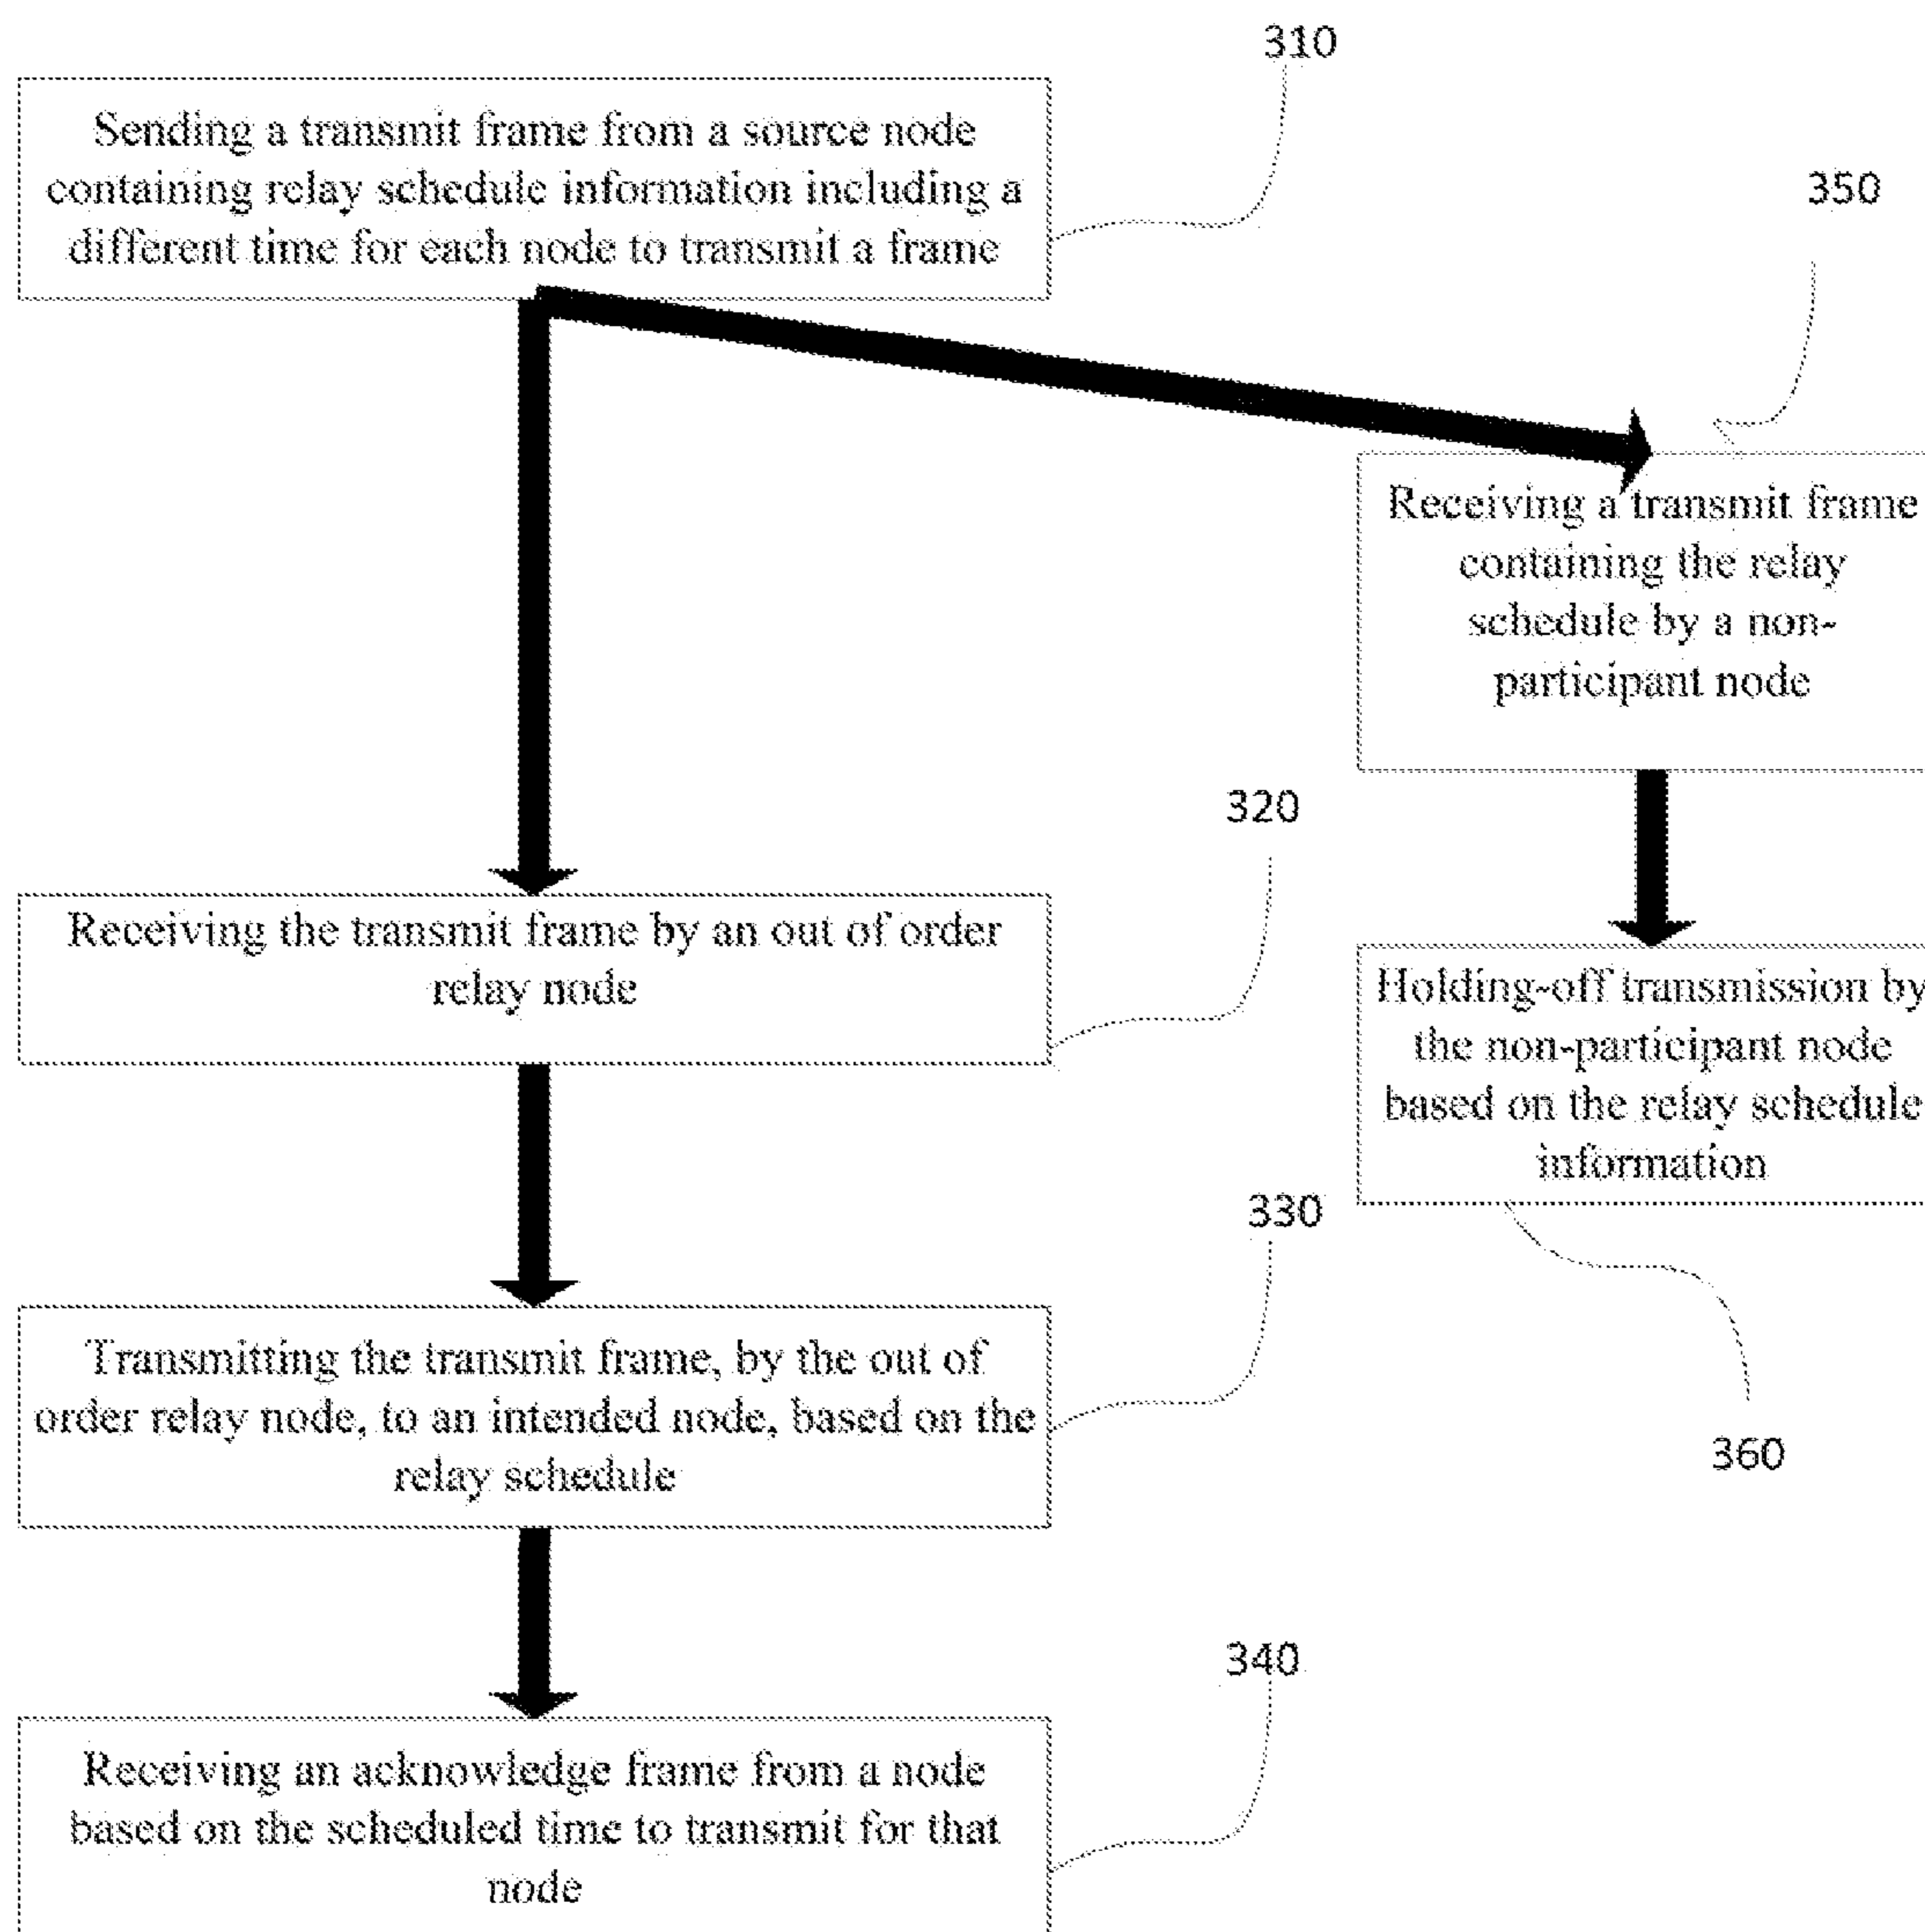 310
Sending a transmit frame from a source node
containing relay schedule information including a
different time for each node to transmit a frame
350
Receiving a transmit frame
containing the relay
schedule by a non-
participant node
320
Receiving the transmit frame by an out of order
relay node
Holding-off transmission by
the non-participant node
based on the relay schedule
information
330
Transmitting the transmit frame, by the out of
order relay node, to an intended node, based on the
relay schedule
360
340
Receiving an acknowledge frame from a node
based on the scheduled time to transmit for that
node